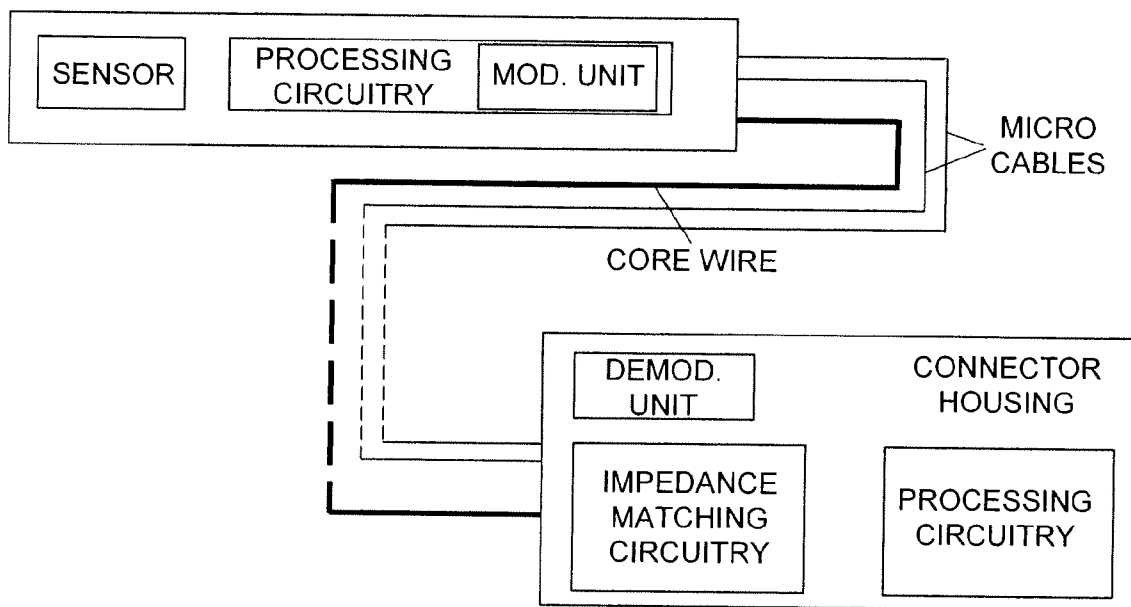 SENSOR
PROCESSING
CIRCUITRY
MOD. UNIT
MICRO
CABLES
CORE WIRE
DEMOD.
UNIT
CONNECTOR
HOUSING
IMPEDANCE
MATCHING
CIRCUITRY
PROCESSING
CIRCUITRY